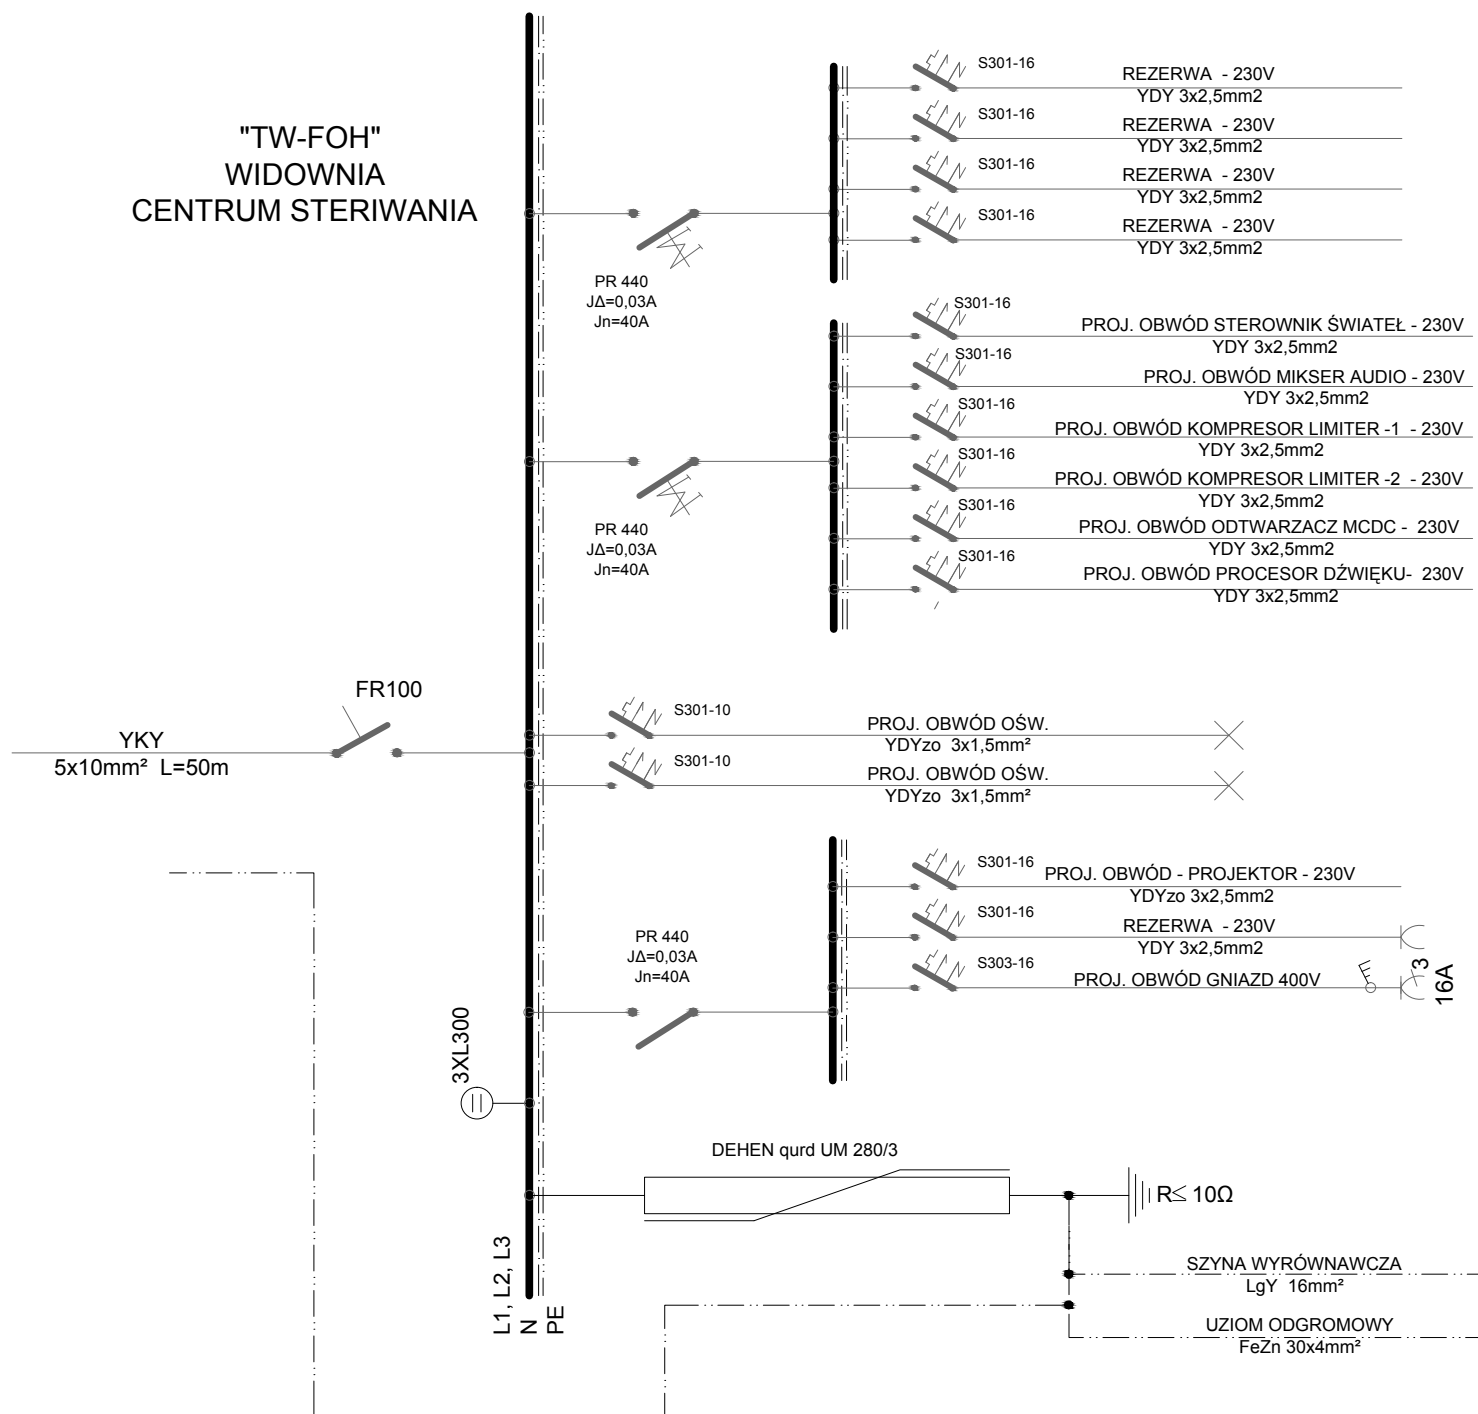 "TW-FOH"
WIDOWNIA
CENTRUM STERIWANIA
S301-16
REZERWA - 230V
YDY 3x2,5mm2
S301-16
REZERWA - 230V
YDY 3x2,5mm2
S301-16
REZERWA - 230V
YDY 3x2,5mm2
S301-16
REZERWA - 230V
YDY 3x2,5mm2
PR 440
JΔ=0,03A
Jn=40A
S301-16
PROJ. OBWÓD STEROWNIK ŚWIATEŁ - 230V
YDY 3x2,5mm2
S301-16
PROJ. OBWÓD MIKSER AUDIO - 230V
YDY 3x2,5mm2
S301-16
PROJ. OBWÓD KOMPRESOR LIMITER -1 - 230V
YDY 3x2,5mm2
S301-16
PROJ. OBWÓD KOMPRESOR LIMITER -2 - 230V
YDY 3x2,5mm2
S301-16
PROJ. OBWÓD ODTWARZACZ MCDC - 230V
YDY 3x2,5mm2
S301-16
PROJ. OBWÓD PROCESOR DŹWIĘKU- 230V
YDY 3x2,5mm2
PR 440
JΔ=0,03A
Jn=40A
FR100
YKY
5x10mm² L=50m
S301-10
PROJ. OBWÓD OŚW.
YDYzo 3x1,5mm²
S301-10
PROJ. OBWÓD OŚW.
YDYzo 3x1,5mm²
S301-16
PROJ. OBWÓD - PROJEKTOR - 230V
YDYzo 3x2,5mm2
S301-16
REZERWA - 230V
YDY 3x2,5mm2
S303-16
PROJ. OBWÓD GNIAZD 400V
3
16A
PR 440
JΔ=0,03A
Jn=40A
3XL300
DEHEN qurd UM 280/3
R≤ 10Ω
L1, L2, L3
N
PE
SZYNA WYRÓWNAWCZA
LgY 16mm²
UZIOM ODGROMOWY
FeZn 30x4mm²